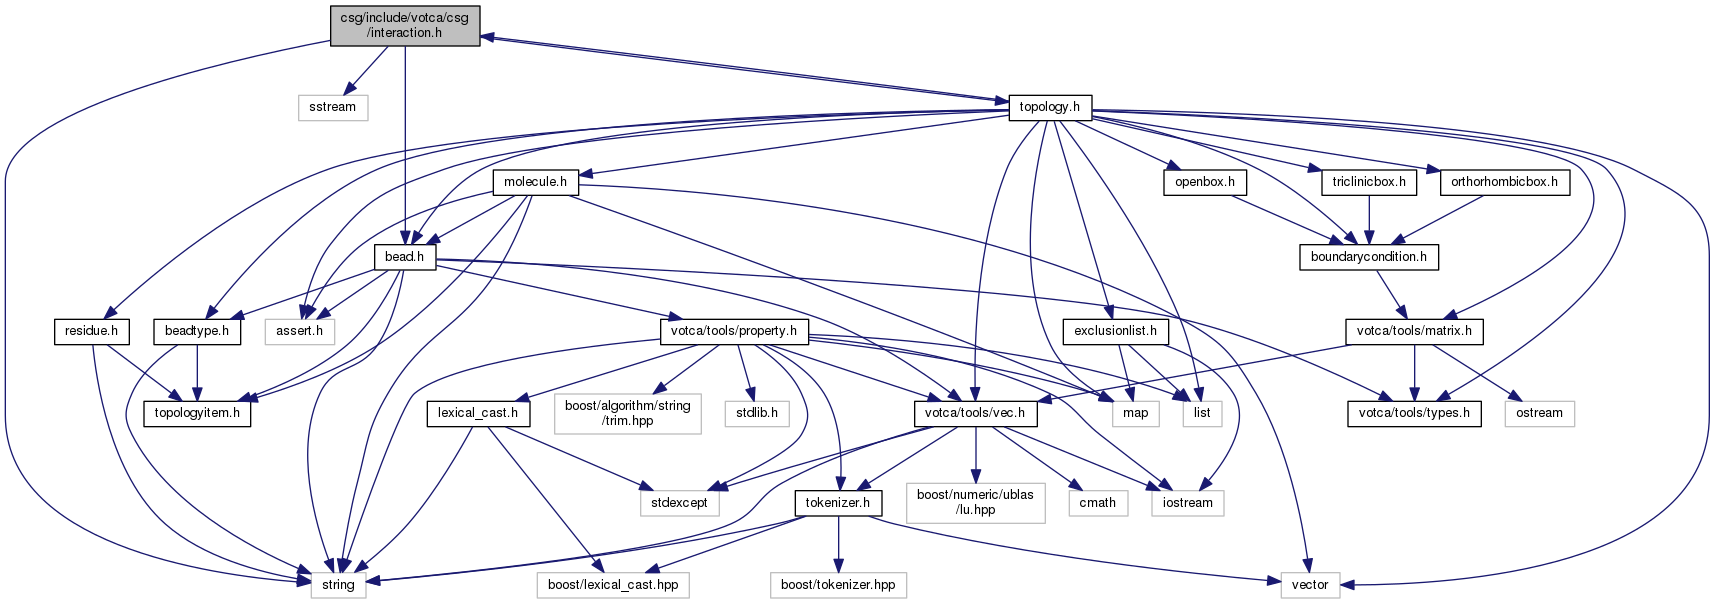 csg/include/votca/csg
/interaction.h
sstream
topology.h
molecule.h
openbox.h
triclinicbox.h
orthorhombicbox.h
bead.h
boundarycondition.h
residue.h
beadtype.h
assert.h
votca/tools/property.h
exclusionlist.h
votca/tools/matrix.h
topologyitem.h
lexical_cast.h
boost/algorithm/string
/trim.hpp
stdlib.h
votca/tools/vec.h
map
list
votca/tools/types.h
ostream
stdexcept
tokenizer.h
boost/numeric/ublas
/lu.hpp
cmath
iostream
string
boost/lexical_cast.hpp
boost/tokenizer.hpp
vector